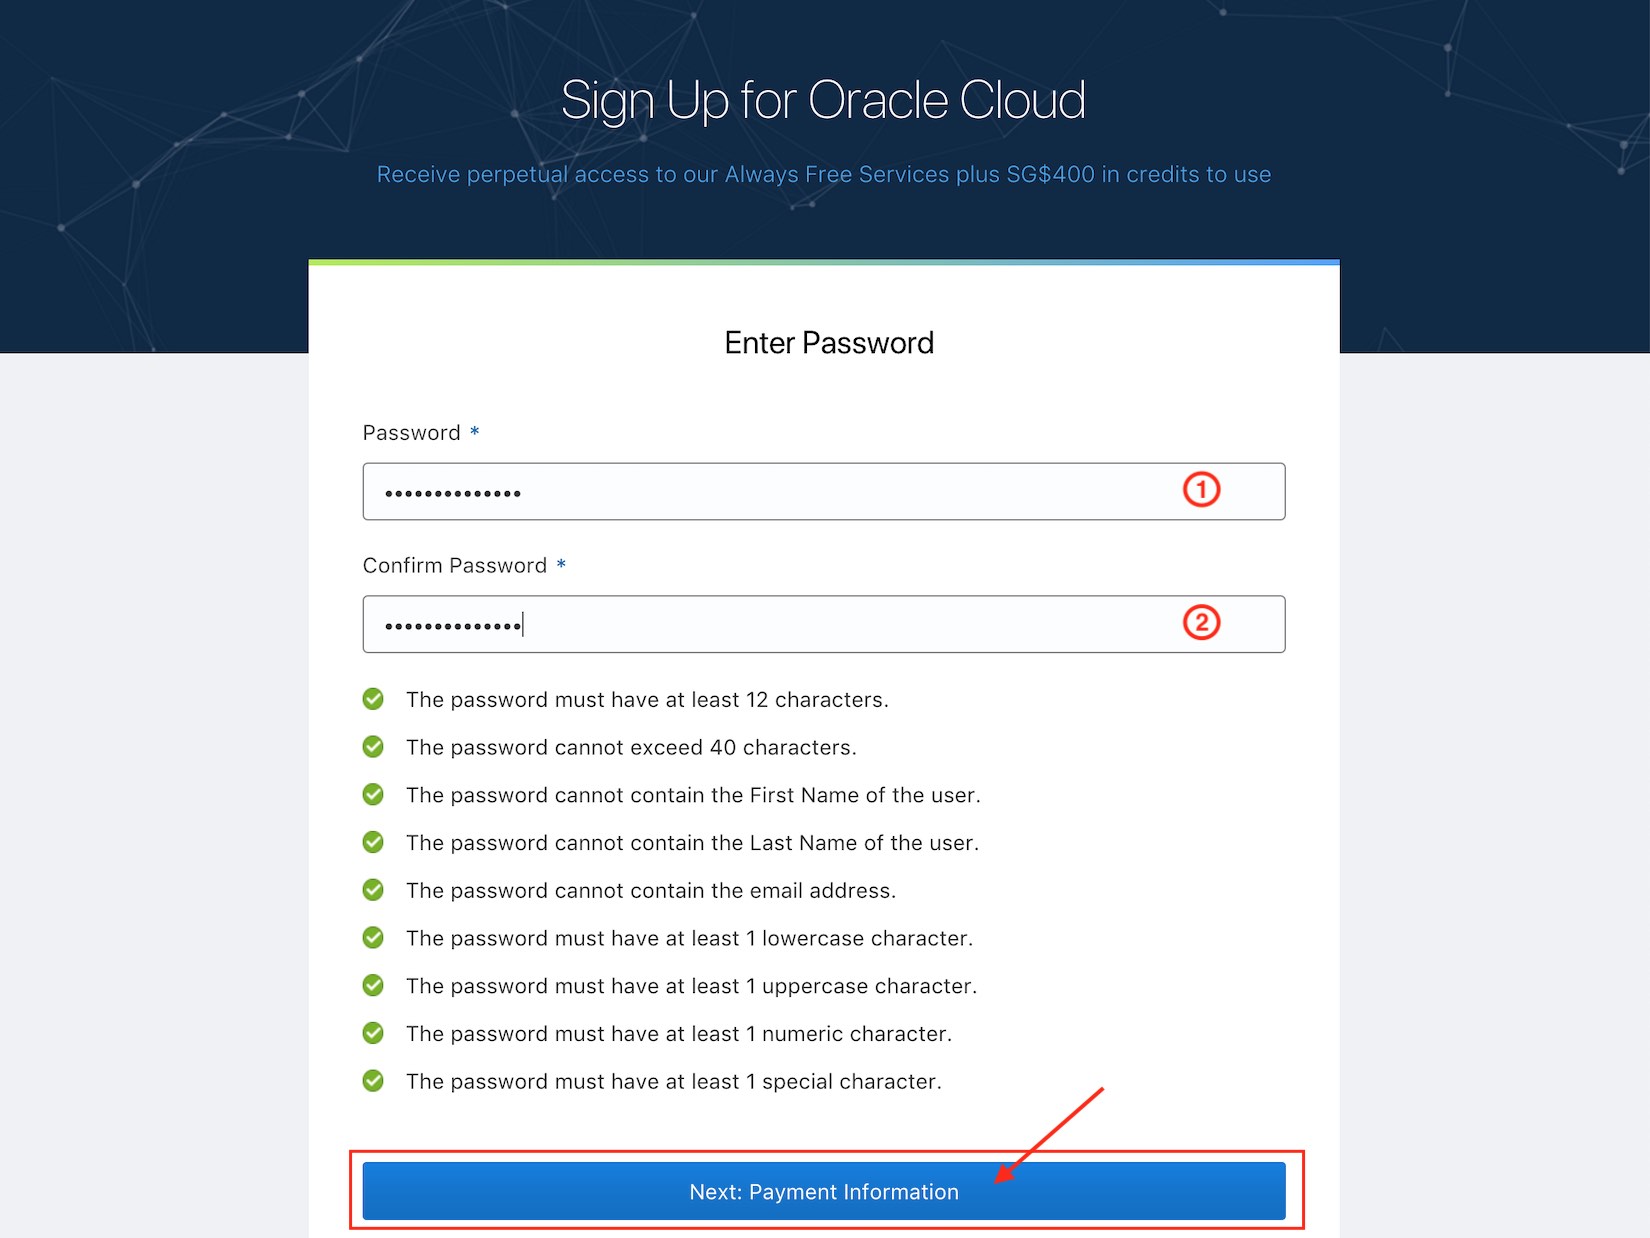 Sign Up for Oracle Cloud
Receive perpetual access to our Always Free Services plus SG$400 in credits to use
Enter Password
Password *
●●●●●●●●●●●●●● 1
Confirm Password *
●●●●●●●●●●●●●● 2
The password must have at least 12 characters.
The password cannot exceed 40 characters.
The password cannot contain the First Name of the user.
The password cannot contain the Last Name of the user.
The password cannot contain the email address.
The password must have at least 1 lowercase character.
The password must have at least 1 uppercase character.
The password must have at least 1 numeric character.
The password must have at least 1 special character.
Next: Payment Information